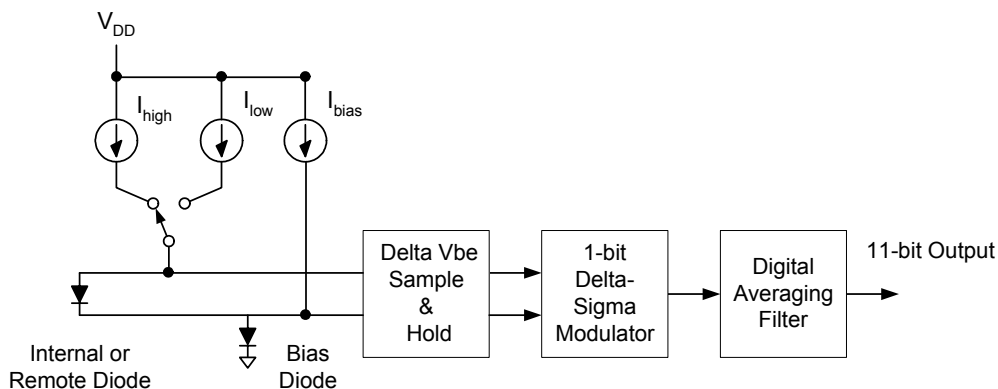 VDD
Ihigh
Ilow
Ibias
Delta Vbe
Sample
&
Hold
1-bit
Delta-
Sigma
Modulator
Digital
Averaging
Filter
11-bit Output
Internal or
Remote Diode
Bias
Diode